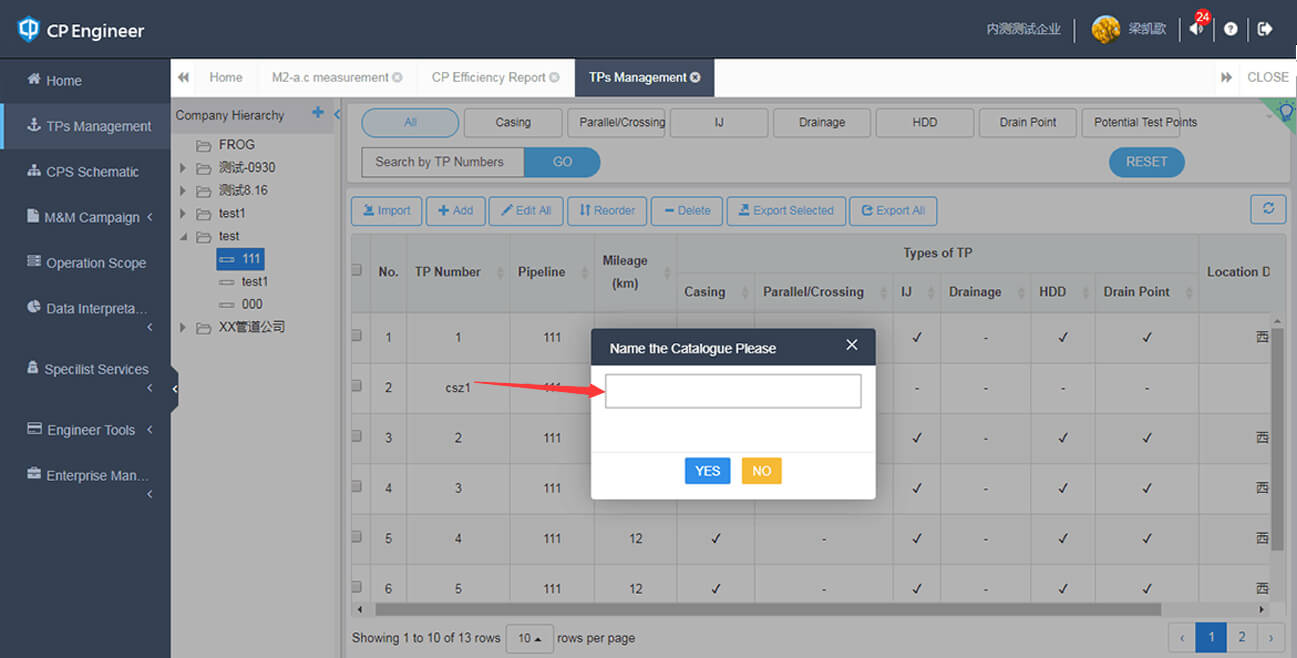 CP Engineer
内测测试企业
梁凯歌
24
Home
TPs Management
CPS Schematic
M&M Campaign
Operation Scope
Data Interpreta...
Specilist Services
Engineer Tools
Enterprise Man...
Home M2-a.c measurement CP Efficiency Report TPs Management CLOSE
Company Hierarchy
FROG
测试-0930
测试8.16
test1
test
111
test1
000
XX管道公司
All Casing Parallel/Crossing IJ Drainage HDD Drain Point Potential Test Points
Search by TP Numbers GO RESET
Import Add Edit All Reorder Delete Export Selected Export All
No. TP Number Pipeline Mileage (km) Types of TP Location D
Casing Parallel/Crossing IJ Drainage HDD Drain Point
1 1 111 ✓ - ✓ ✓ 西
2 csz1 111 - - - -
3 2 111 ✓ - ✓ ✓ 西
4 3 111 ✓ - ✓ ✓ 西
5 4 111 12 ✓ - ✓ - ✓ ✓ 西
6 5 111 12 ✓ - ✓ - ✓ ✓ 西
Name the Catalogue Please
YES NO
Showing 1 to 10 of 13 rows 10 rows per page
‹ 1 2 ›